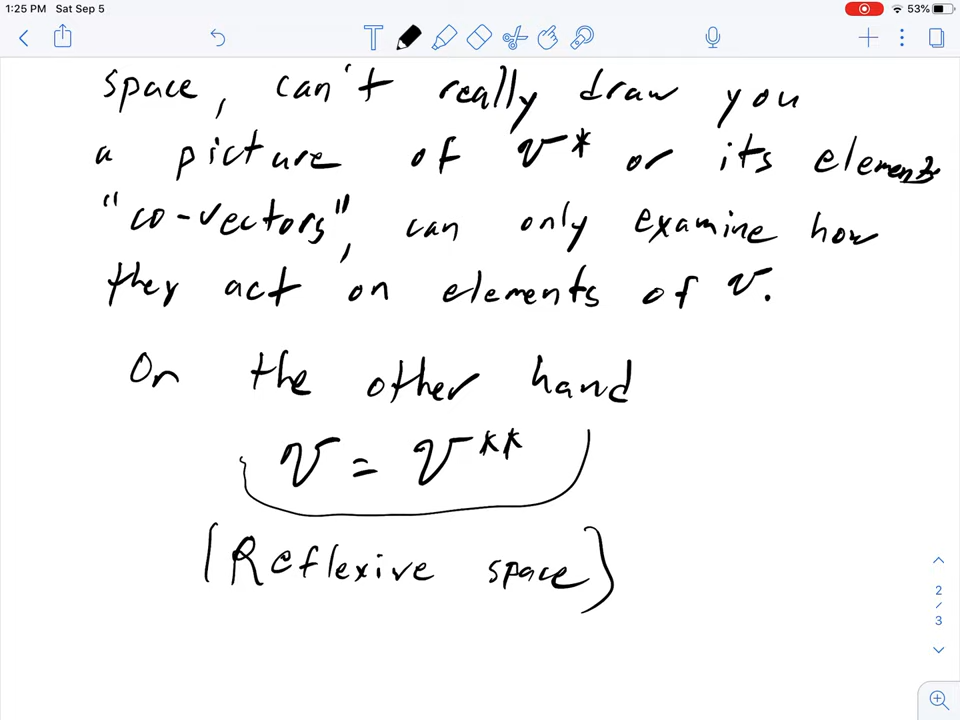 1:25 PM Sat Sep 5
53%
T
space, can't really draw you
a picture of V* or its elements
"co-vectors", can only examine how
they act on elements of V.
On the other hand
V = V**
(Reflexive space)
2
/
3